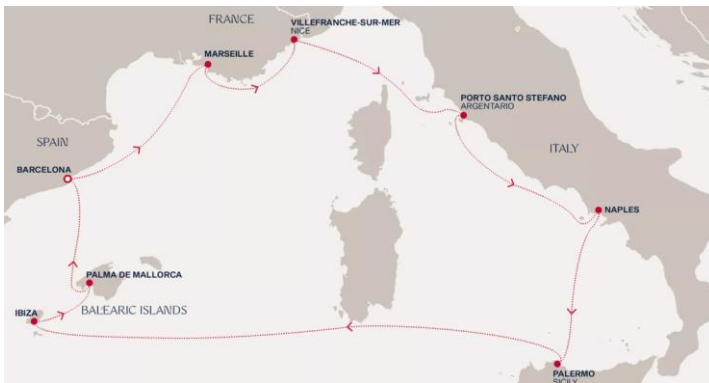 FRANCE
VILLEFRANCHE-SUR-MER
NICE
MARSEILLE
PORTO SANTO STEFANO
ARGENTARIO
SPAIN
ITALY
BARCELONA
NAPLES
PALMA DE MALLORCA
IBIZA
BALEARIC ISLANDS
PALERMO
SICILY